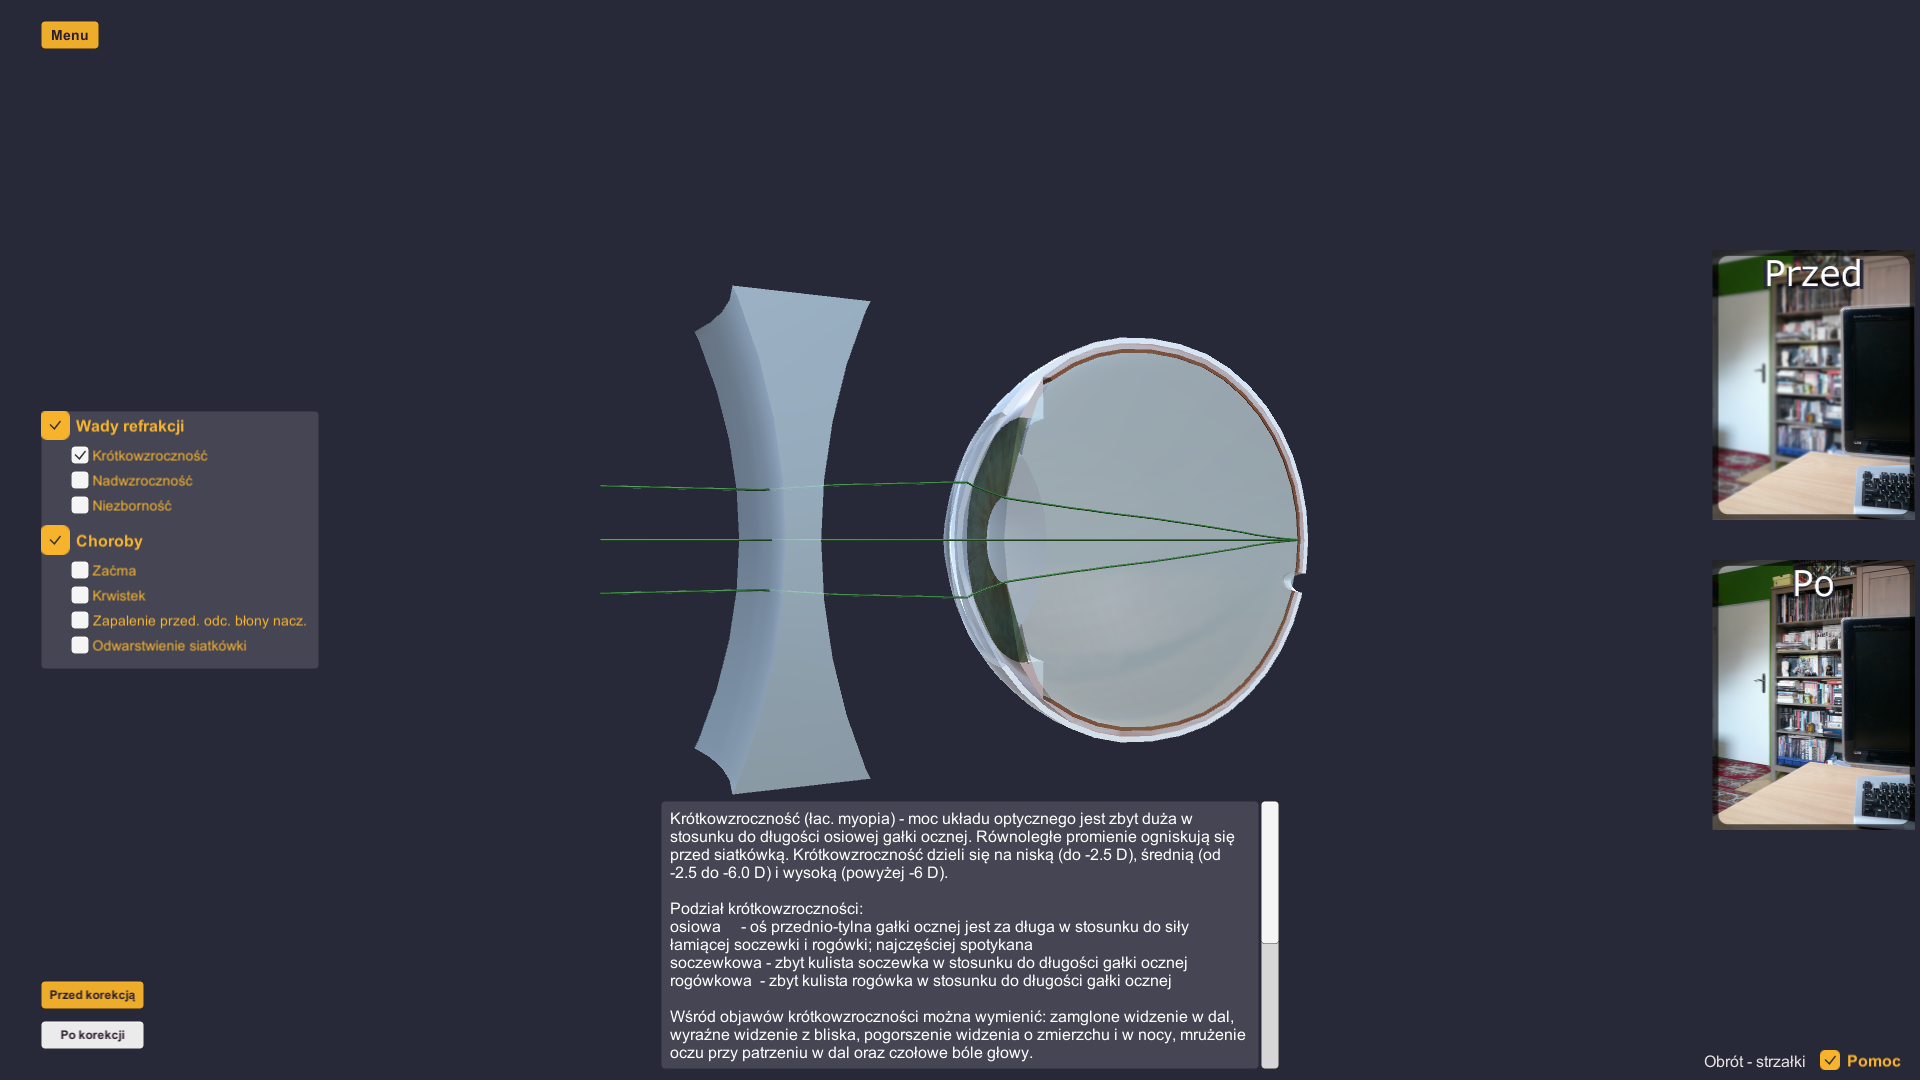 Menu
Przed
Wady refrakcji
Krótkowzroczność
Nadwzroczność
Niezborność
Choroby
Zaćma
Krwistek
Zapalenie przed. odc. błony nacz.
Odwarstwienie siatkówki
Po
Krótkowzroczność (łac. myopia) - moc układu optycznego jest zbyt duża w
stosunku do długości osiowej gałki ocznej. Równoległe promienie ogniskują się
przed siatkówką. Krótkowzroczność dzieli się na niską (do -2.5 D), średnią (od
-2.5 do -6.0 D) i wysoką (powyżej -6 D).
Podział krótkowzroczności:
osiowa - oś przednio-tylna gałki ocznej jest za długa w stosunku do siły
łamiącej soczewki i rogówki; najczęściej spotykana
soczewkowa - zbyt kulista soczewka w stosunku do długości gałki ocznej
rogówkowa - zbyt kulista rogówka w stosunku do długości gałki ocznej
Wśród objawów krótkowzroczności można wymienić: zamglone widzenie w dal,
wyraźne widzenie z bliska, pogorszenie widzenia o zmierzchu i w nocy, mrużenie
oczu przy patrzeniu w dal oraz czołowe bóle głowy.
Przed korekcją
Po korekcji
Obrót - strzałki
Pomoc